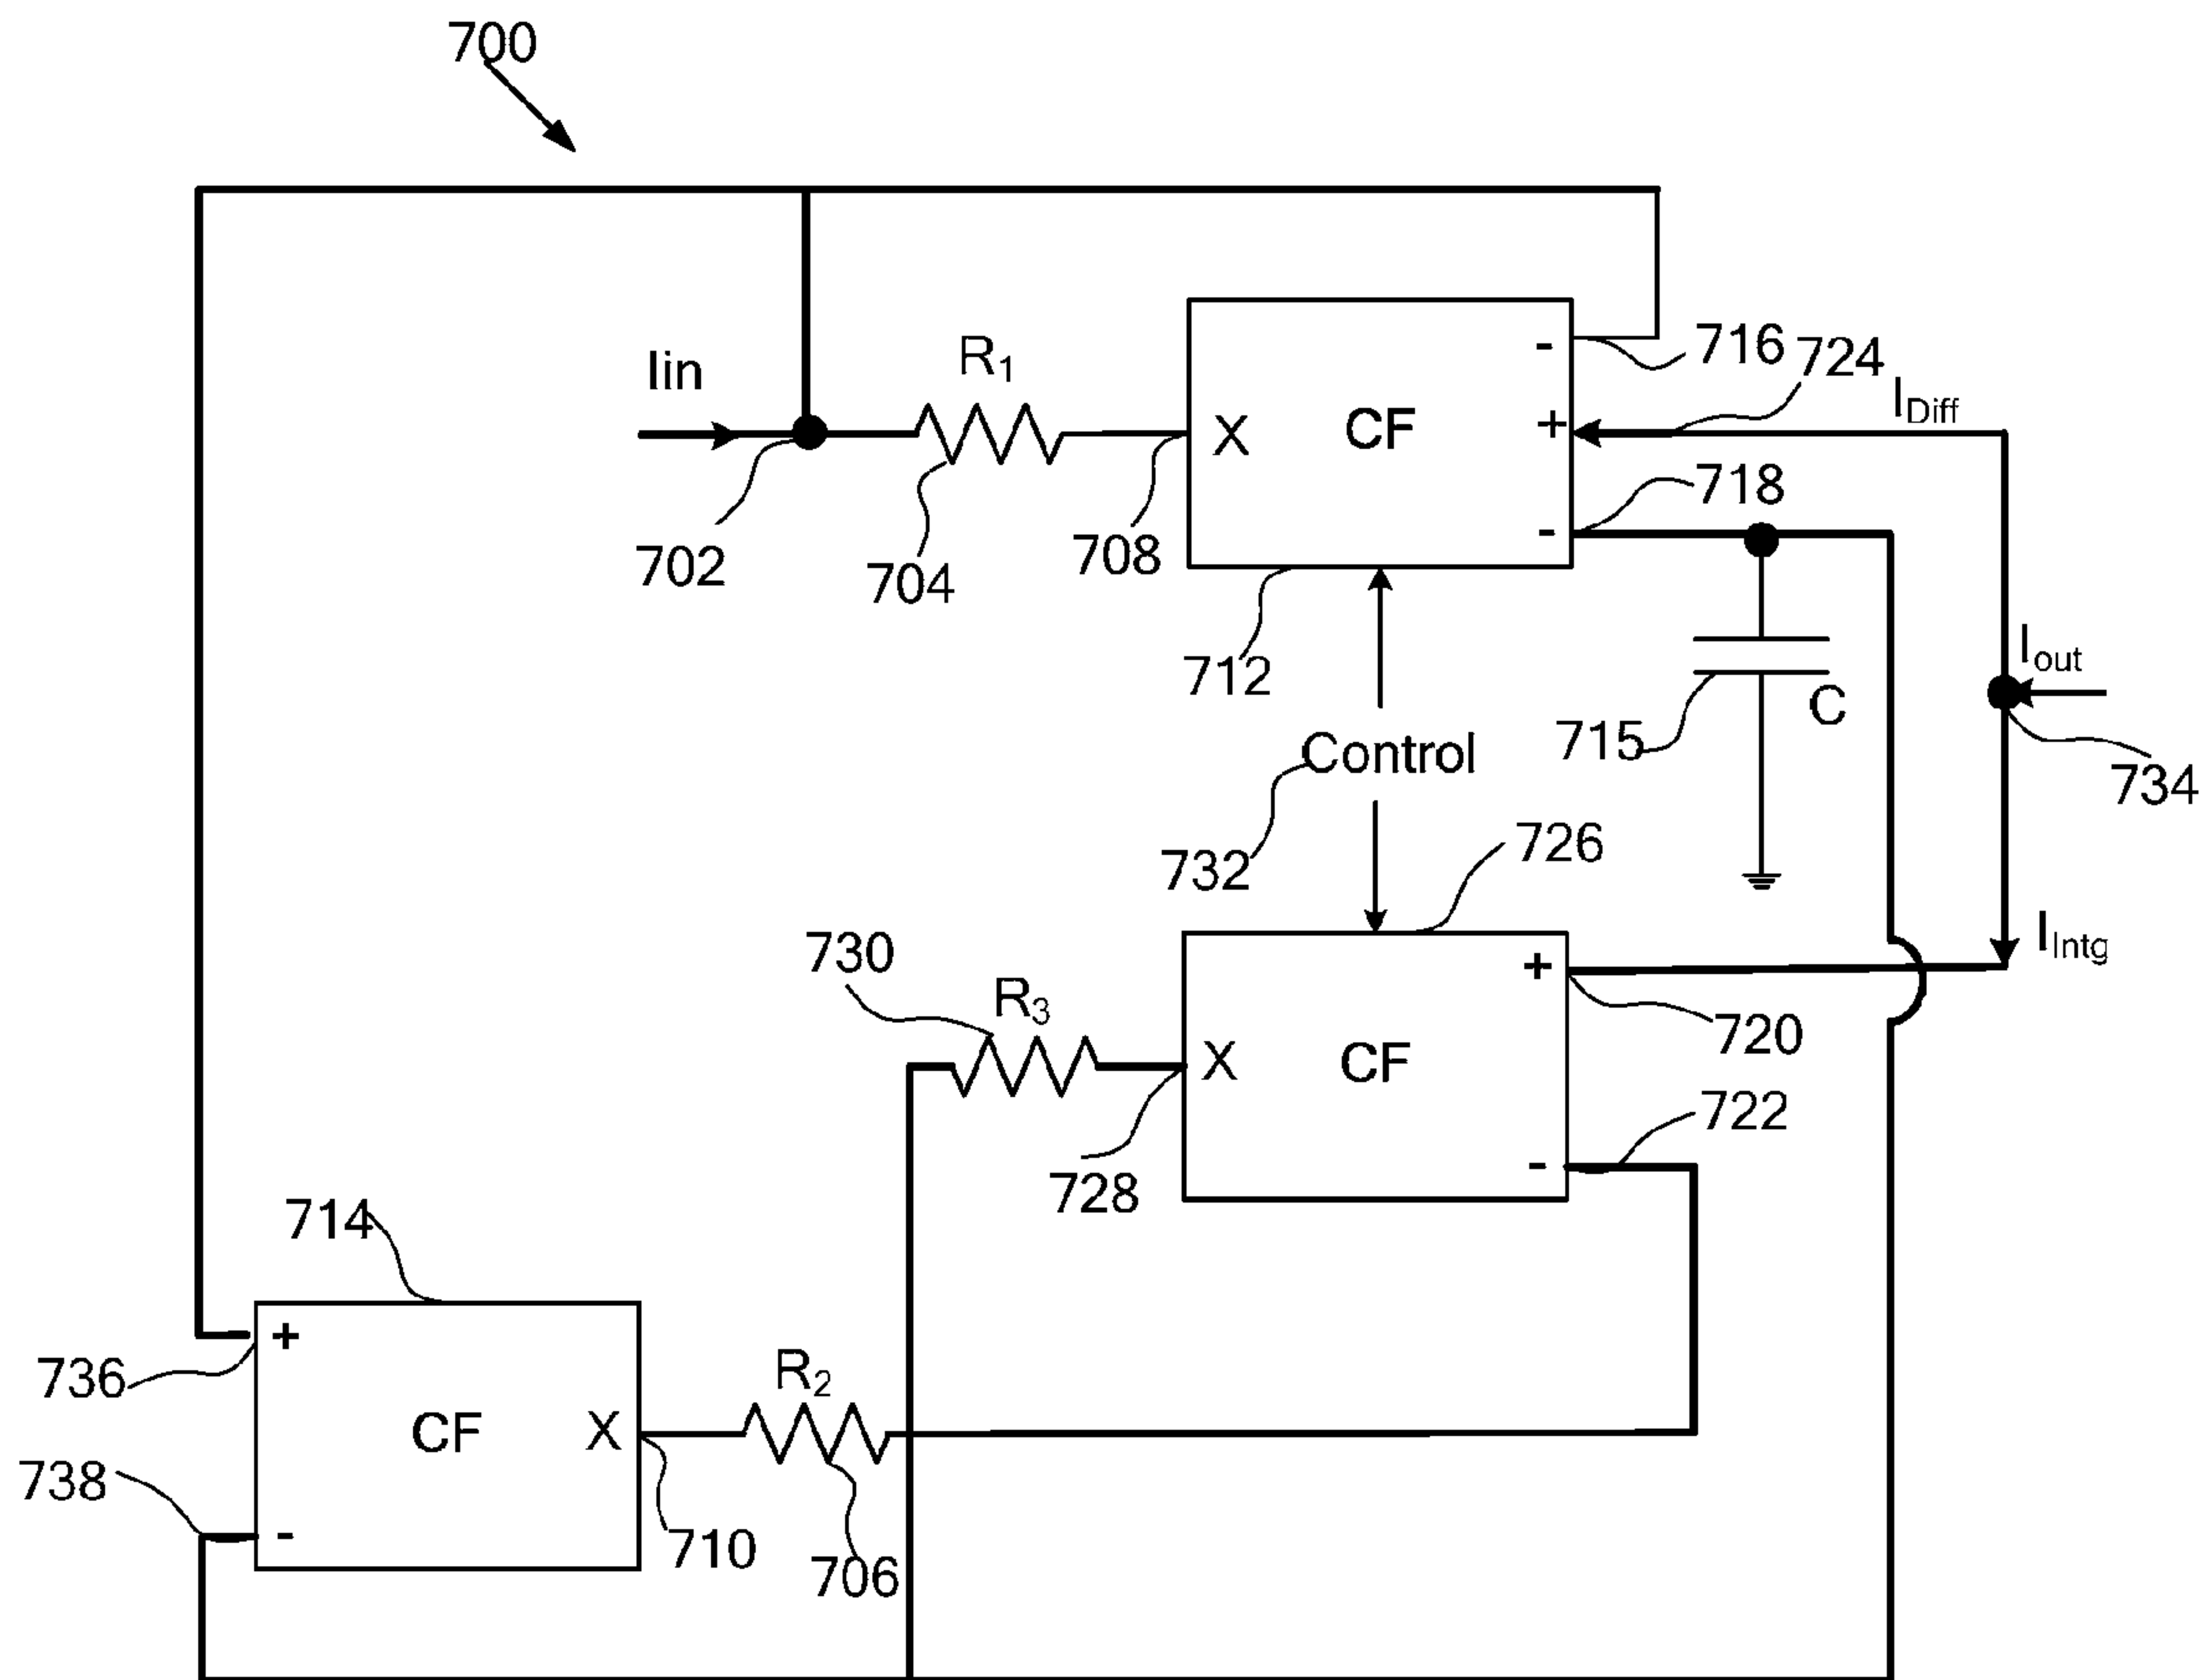 700
Iin
R1
X
CF
-
+
-
716
724
IDiff
718
702
704
708
712
Control
732
715
C
Iout
734
726
730
R3
X
CF
+
-
IIntg
720
722
728
714
736
+
CF
X
-
738
R2
710
706